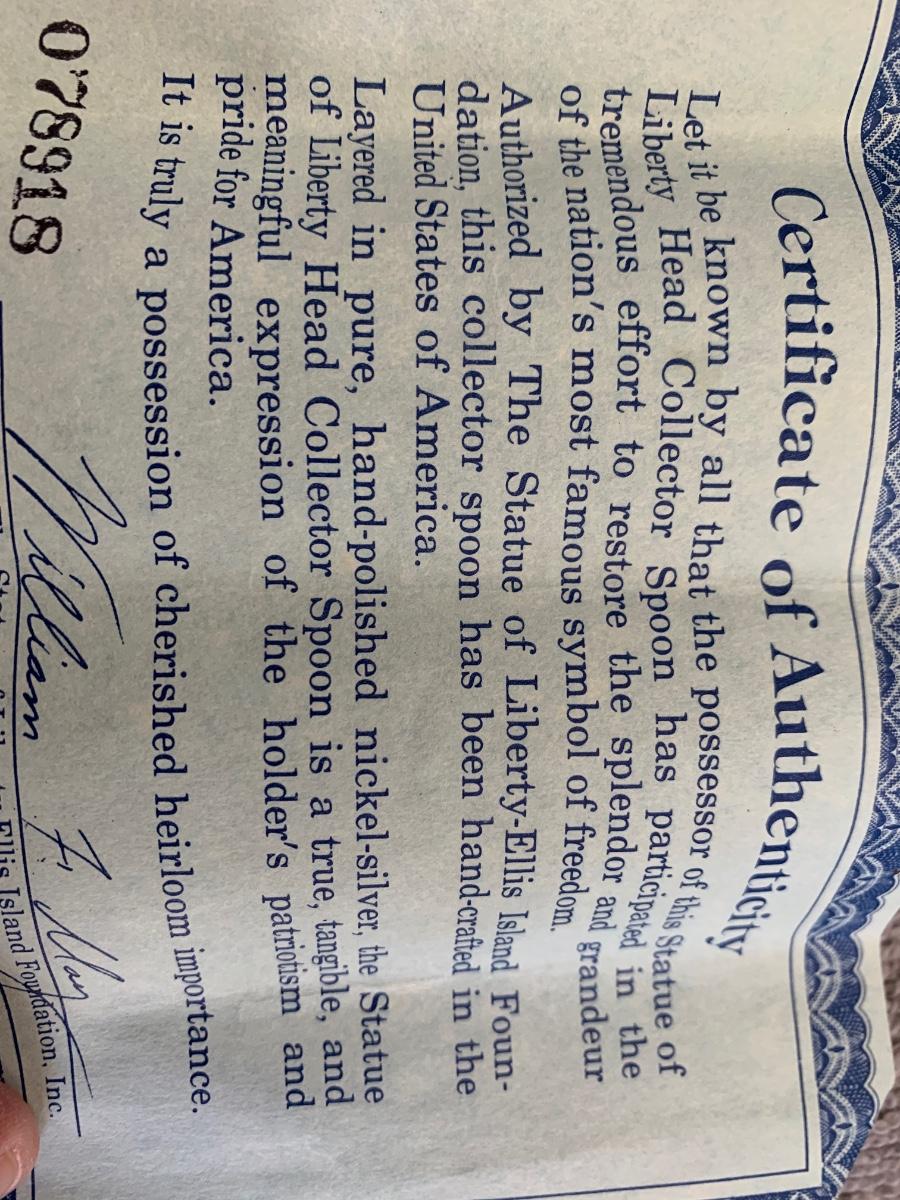 Certificate of Authenticity
Let it be known by all that the possessor of this Statue of
Liberty Head Collector Spoon has participated in the
tremendous effort to restore the splendor and grandeur
of the nation's most famous symbol of freedom.
Authorized by The Statue of Liberty-Ellis Island Foun-
dation, this collector spoon has been hand-crafted in the
United States of America.
Layered in pure, hand-polished nickel-silver, the Statue
of Liberty Head Collector Spoon is a true, tangible, and
meaningful expression of the holder's patriotism and
pride for America.
It is truly a possession of cherished heirloom importance.
078918
William F. May
Ellis Island Foundation, Inc.